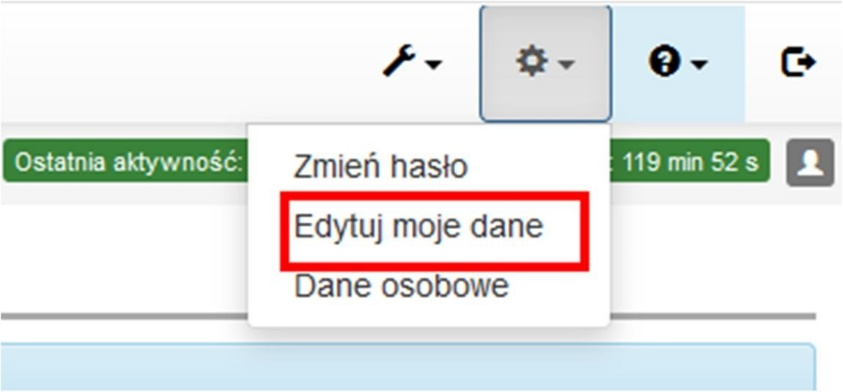 Ostatnia aktywność: : 119 min 52 s
Zmień hasło
Edytuj moje dane
Dane osobowe